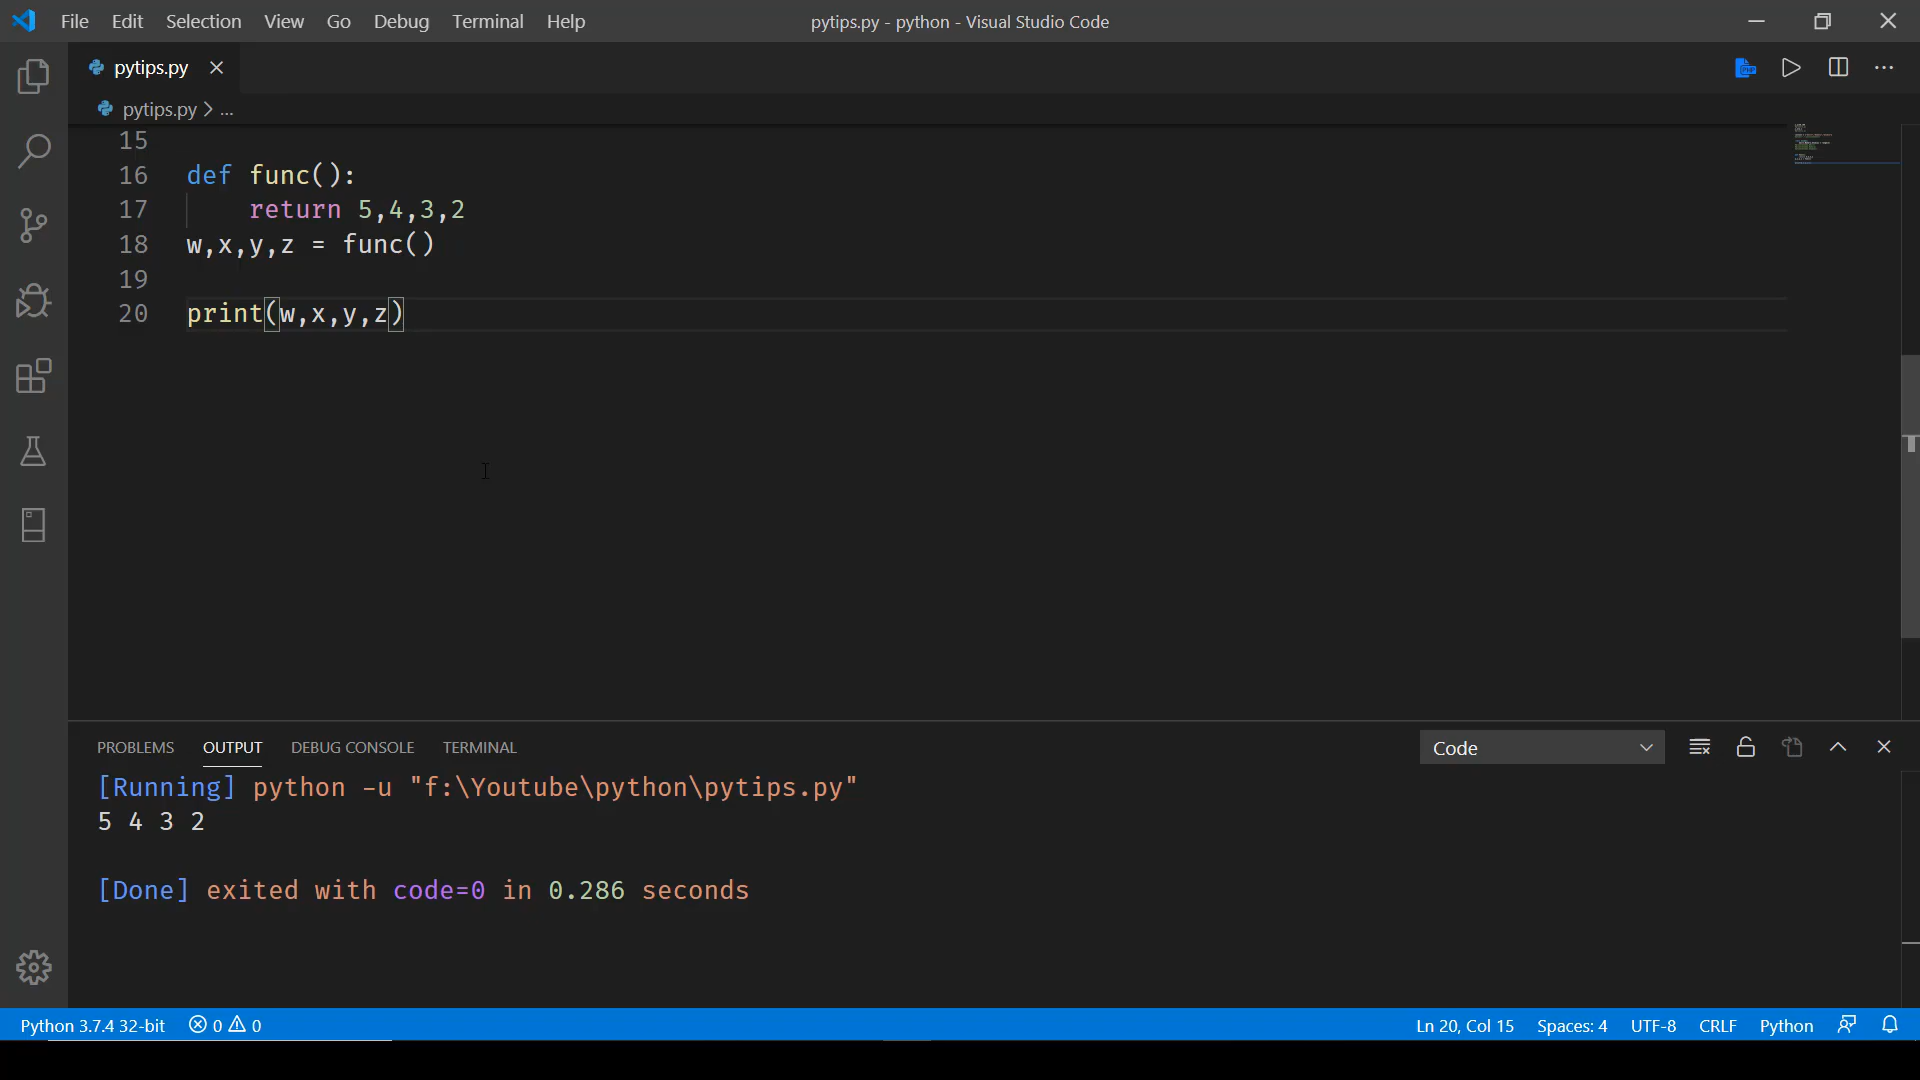 File Edit Selection View Go Debug Terminal Help pytips.py - python - Visual Studio Code
pytips.py
pytips.py > ...
15
16 def func():
17     return 5,4,3,2
18 w,x,y,z = func()
19
20 print(w,x,y,z)
PROBLEMS OUTPUT DEBUG CONSOLE TERMINAL Code
[Running] python -u "f:\Youtube\python\pytips.py"
5 4 3 2
[Done] exited with code=0 in 0.286 seconds
Python 3.7.4 32-bit 0 0 Ln 20, Col 15 Spaces: 4 UTF-8 CRLF Python